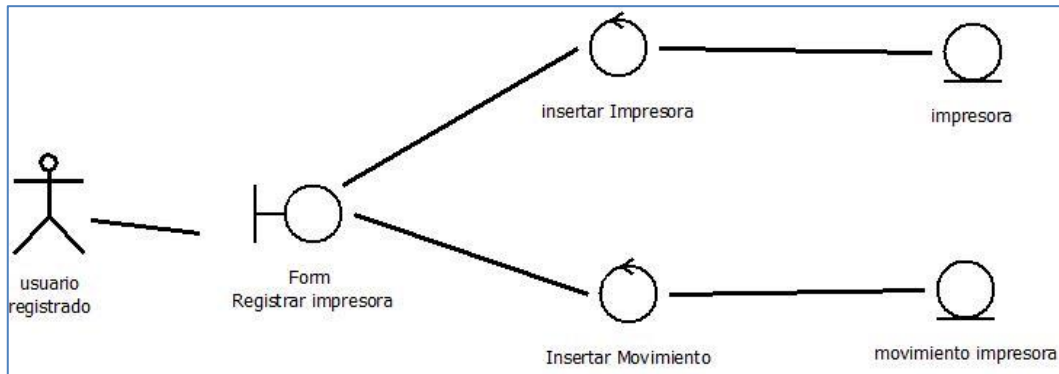 insertar Impresora
impresora
usuario
registrado
Form
Registrar impresora
Insertar Movimiento
movimiento impresora